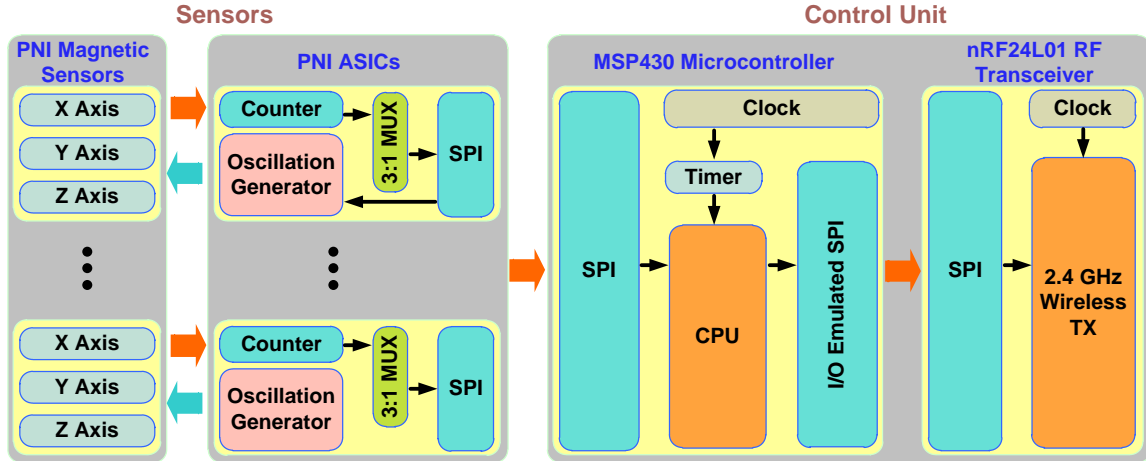 Sensors
Control Unit
PNI Magnetic
Sensors
X Axis
Y Axis
Z Axis
X Axis
Y Axis
Z Axis
PNI ASICs
Counter
Oscillation
Generator
3:1 MUX
SPI
Counter
Oscillation
Generator
3:1 MUX
SPI
MSP430 Microcontroller
SPI
Clock
Timer
CPU
I/O Emulated SPI
nRF24L01 RF
Transceiver
SPI
Clock
2.4 GHz
Wireless
TX